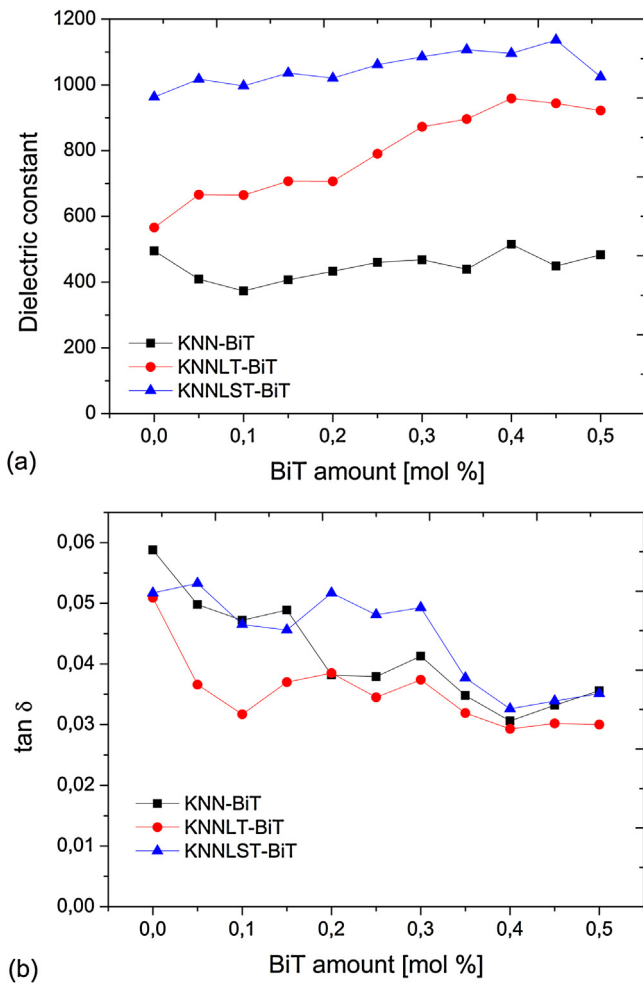 1200
1000
800
600
400
200
0
Dielectric constant
KNN-BiT
KNNLT-BiT
KNNLST-BiT
0,0 0,1 0,2 0,3 0,4 0,5
BiT amount [mol %]
(a)
0,06
0,05
0,04
0,03
0,02
0,01
0,00
tan δ
KNN-BiT
KNNLT-BiT
KNNLST-BiT
0,0 0,1 0,2 0,3 0,4 0,5
BiT amount [mol %]
(b)